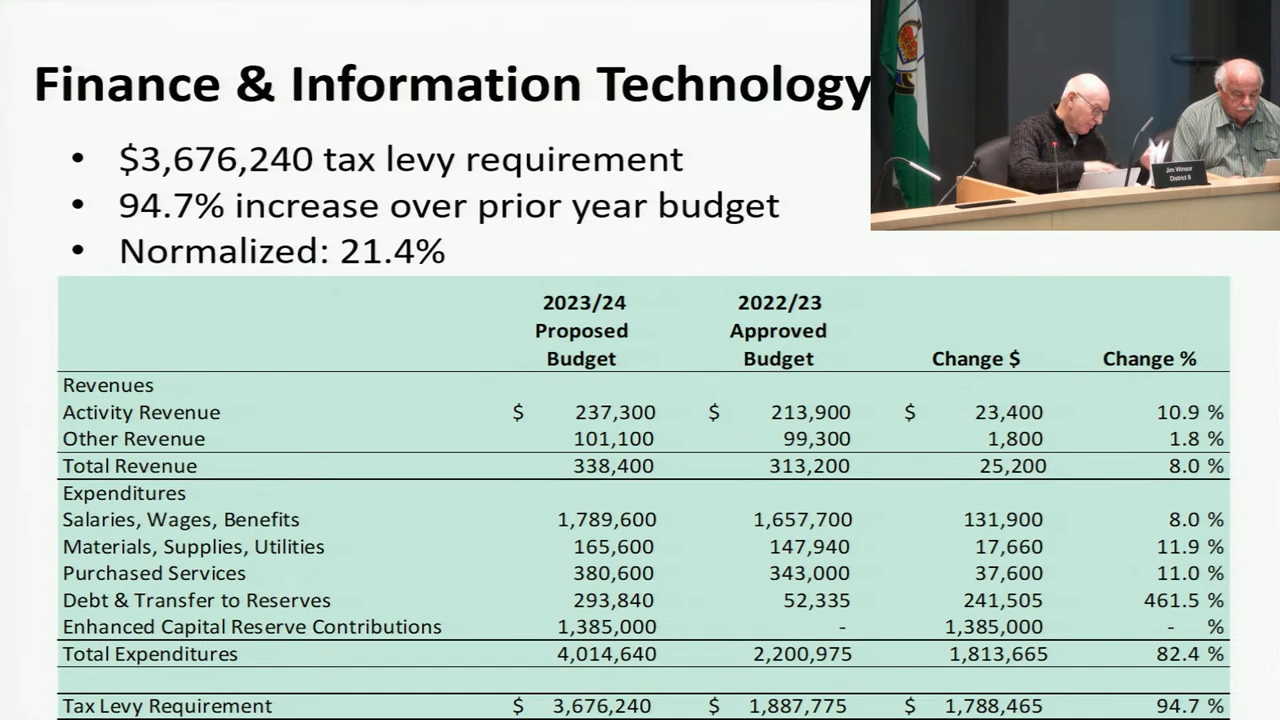 Finance & Information Technology
• $3,676,240 tax levy requirement
• 94.7% increase over prior year budget
• Normalized: 21.4%
Jim Winsor
District 8
2023/24 2022/23
Proposed Approved
Budget Budget Change $ Change %
Revenues
Activity Revenue $ 237,300 $ 213,900 $ 23,400 10.9 %
Other Revenue 101,100 99,300 1,800 1.8 %
Total Revenue 338,400 313,200 25,200 8.0 %
Expenditures
Salaries, Wages, Benefits 1,789,600 1,657,700 131,900 8.0 %
Materials, Supplies, Utilities 165,600 147,940 17,660 11.9 %
Purchased Services 380,600 343,000 37,600 11.0 %
Debt & Transfer to Reserves 293,840 52,335 241,505 461.5 %
Enhanced Capital Reserve Contributions 1,385,000 - 1,385,000 - %
Total Expenditures 4,014,640 2,200,975 1,813,665 82.4 %
Tax Levy Requirement $ 3,676,240 $ 1,887,775 $ 1,788,465 94.7 %